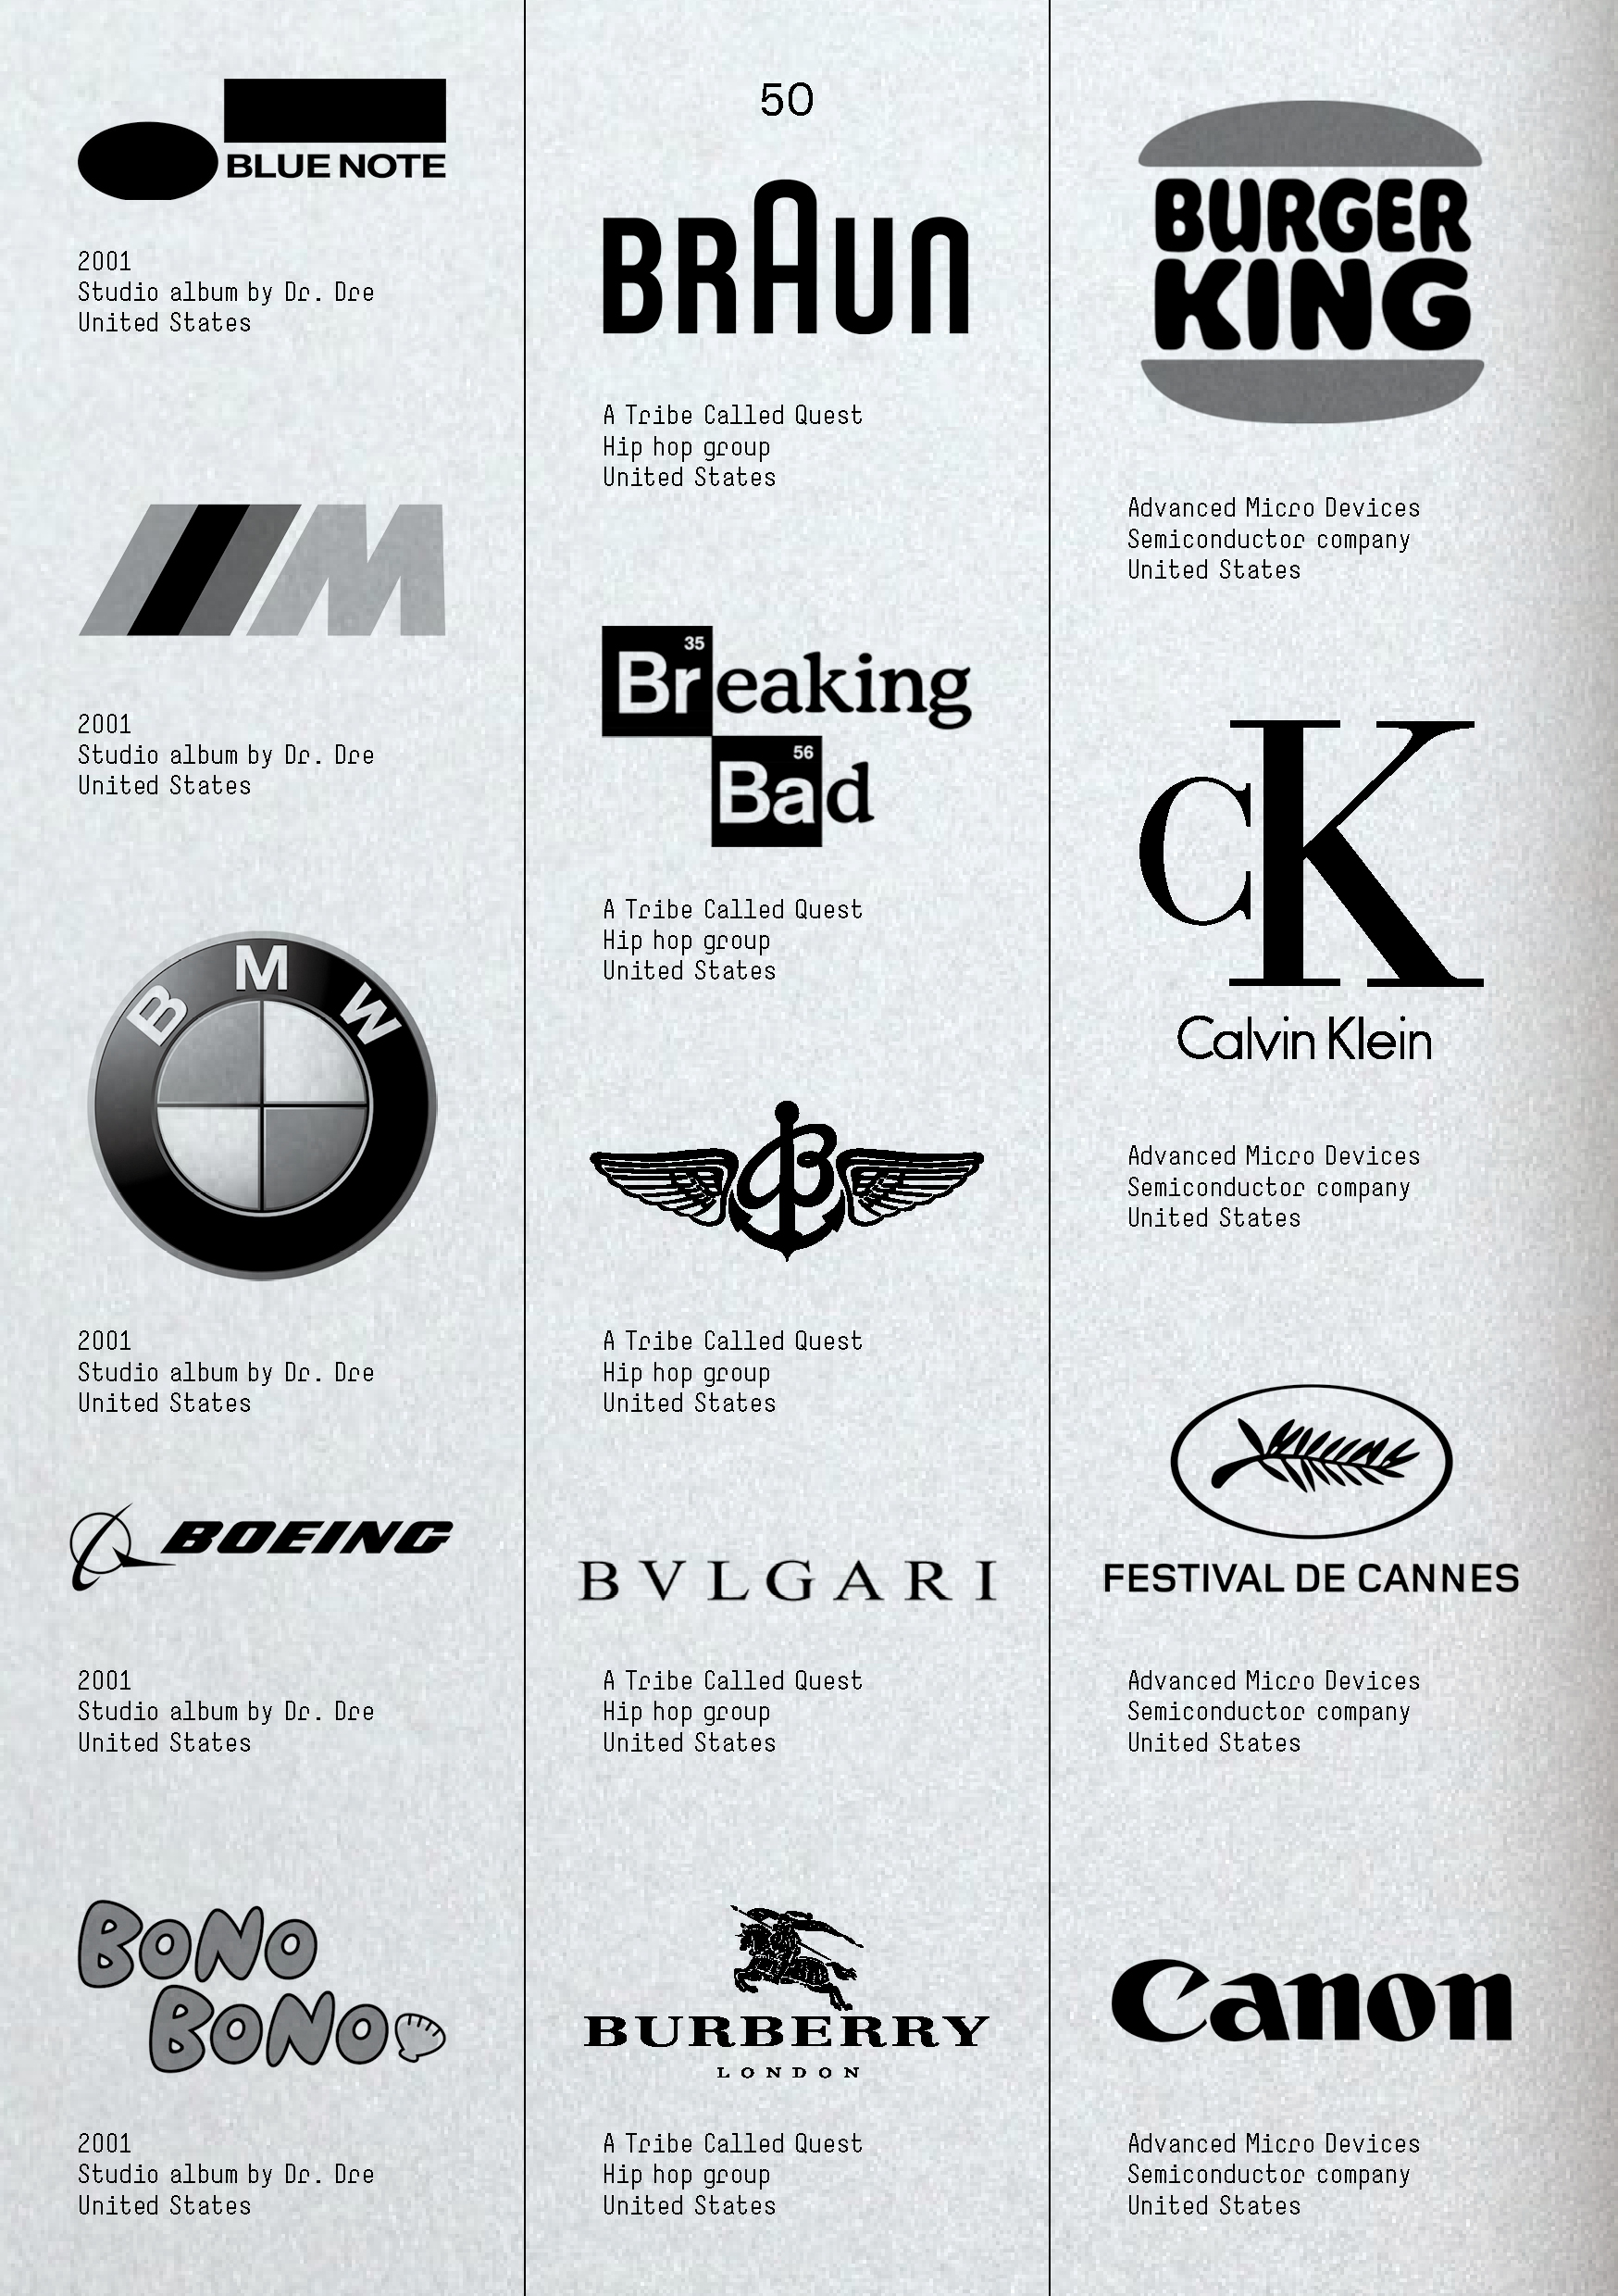 BLUE NOTE
2001
Studio album by Dr. Dre
United States
M
2001
Studio album by Dr. Dre
United States
B M W
2001
Studio album by Dr. Dre
United States
BOEING
2001
Studio album by Dr. Dre
United States
BONO
BONO
2001
Studio album by Dr. Dre
United States
50
BRAUN
A Tribe Called Quest
Hip hop group
United States
35
Breaking
56
Bad
A Tribe Called Quest
Hip hop group
United States
B
A Tribe Called Quest
Hip hop group
United States
BVLGARI
A Tribe Called Quest
Hip hop group
United States
BURBERRY
LONDON
A Tribe Called Quest
Hip hop group
United States
BURGER
KING
Advanced Micro Devices
Semiconductor company
United States
cK
Calvin Klein
Advanced Micro Devices
Semiconductor company
United States
FESTIVAL DE CANNES
Advanced Micro Devices
Semiconductor company
United States
Canon
Advanced Micro Devices
Semiconductor company
United States